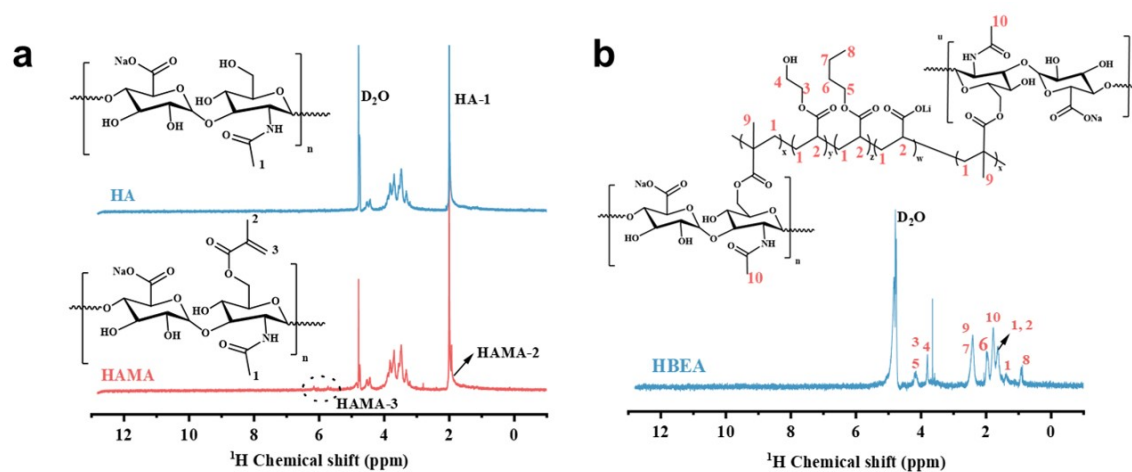 a
NaO
O
O
HO
OH
O
HO
HO
O
O
NH
O
1
n
D₂O
HA-1
HA
2
O
3
O
NaO
O
O
HO
OH
O
HO
O
O
NH
O
1
n
HAMA
HAMA-3
HAMA-2
12 10 8 6 4 2 0
¹H Chemical shift (ppm)
b
10
u
O
NH
HO
O
O
HO
OH
O
O
O
ONa
O
OH
4
3
O
O
8
7
6
5
O
O
O
OLi
9
1
x
1
2
y
1
2
z
1
2
w
1
x
9
O
O
NaO
O
O
HO
OH
O
HO
O
O
NH
O
10
n
D₂O
3
5
4
9
7
6
10
1, 2
1
8
HBEA
12 10 8 6 4 2 0
¹H Chemical shift (ppm)